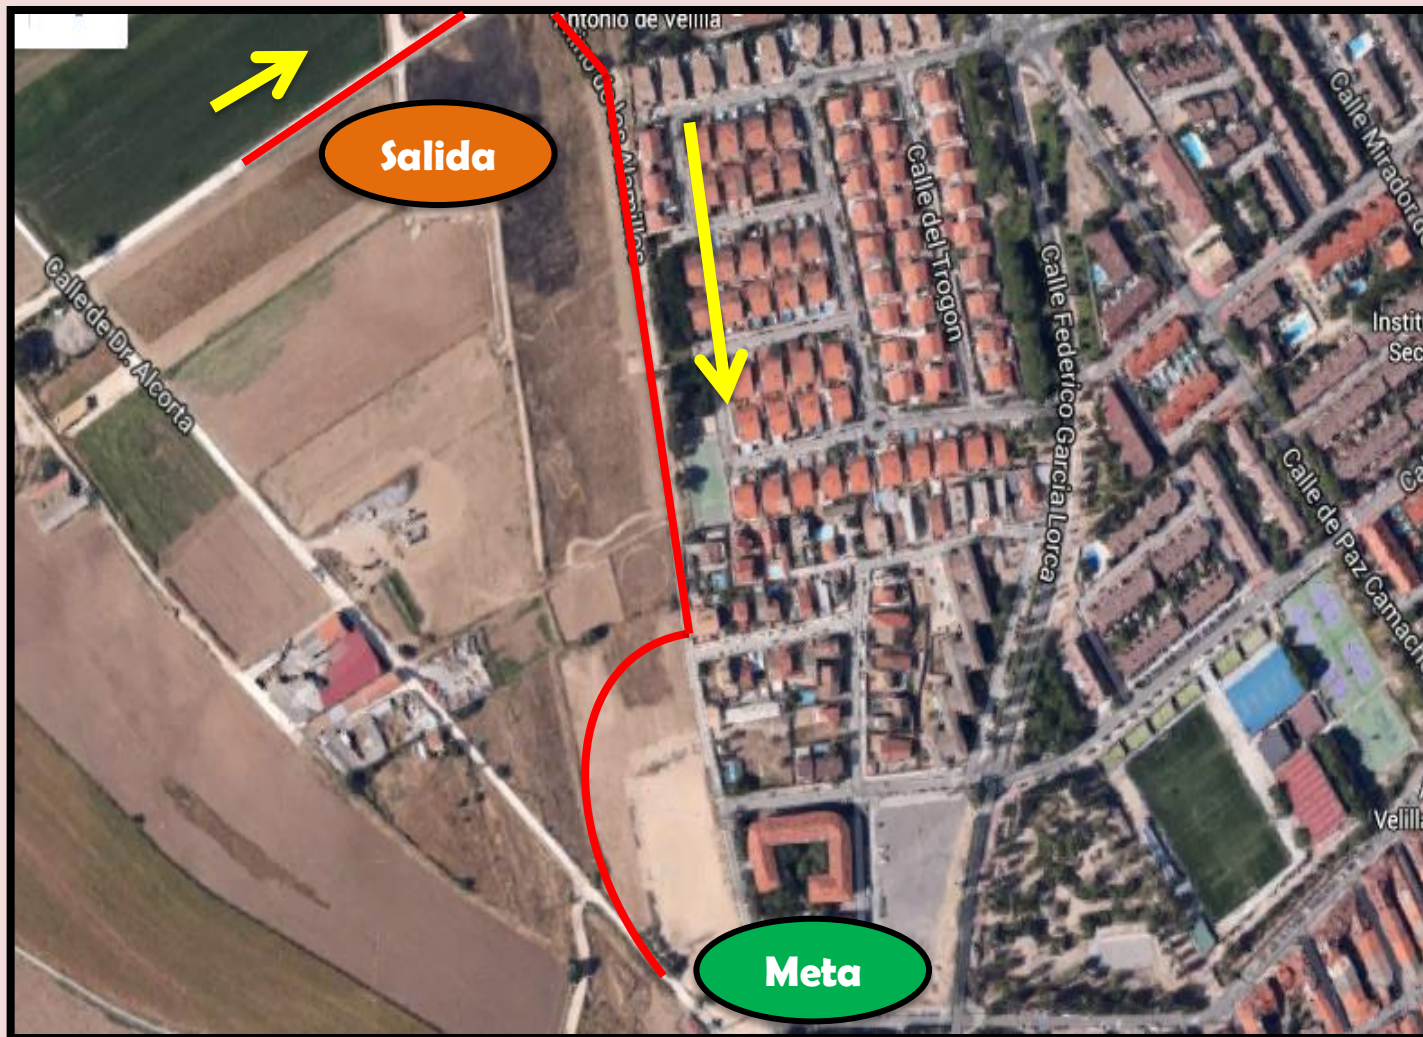 Antonio de Velilla
Salida
Calle Mirador
Calle del Trogon
Calle de Dr. Alcorta
Calle Federico García Lorca
Instit
Sec
Calle de Paz Camach
Velill
Meta